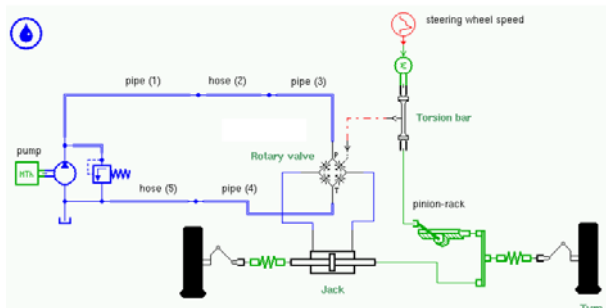 steering wheel speed
pipe (1)
hose (2)
pipe (3)
Torsion bar
Rotary valve
P
pump
MTh
T
hose (5)
pipe (4)
pinion-rack
Jack